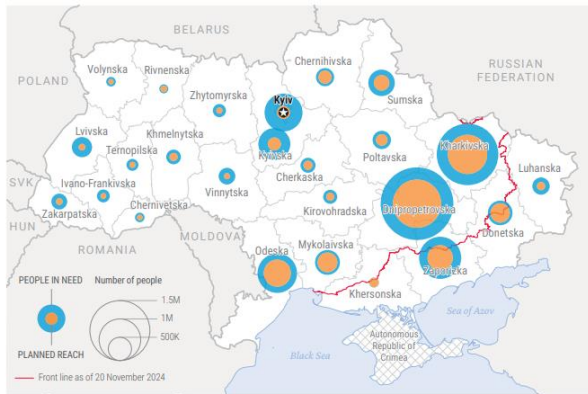 BELARUS
RUSSIAN
FEDERATION
POLAND
Volynska
Rivnenska
Zhytomyrska
Kyiv
Chernihivska
Sumska
Lvivska
Ternopilska
Khmelnytska
Kyivska
Cherkaska
Poltavska
Kharkivska
Luhanska
SVK
Ivano-Frankivska
Zakarpatska
Chernivetska
Vinnytska
Kirovohradska
Dnipropetrovska
Donetska
HUN
ROMANIA
MOLDOVA
Odeska
Mykolaivska
Zaporizka
Khersonska
PEOPLE IN NEED
Number of people
1.5M
1M
500K
PLANNED REACH
Front line as of 20 November 2024
Black Sea
Sea of Azov
Autonomous
Republic of
Crimea